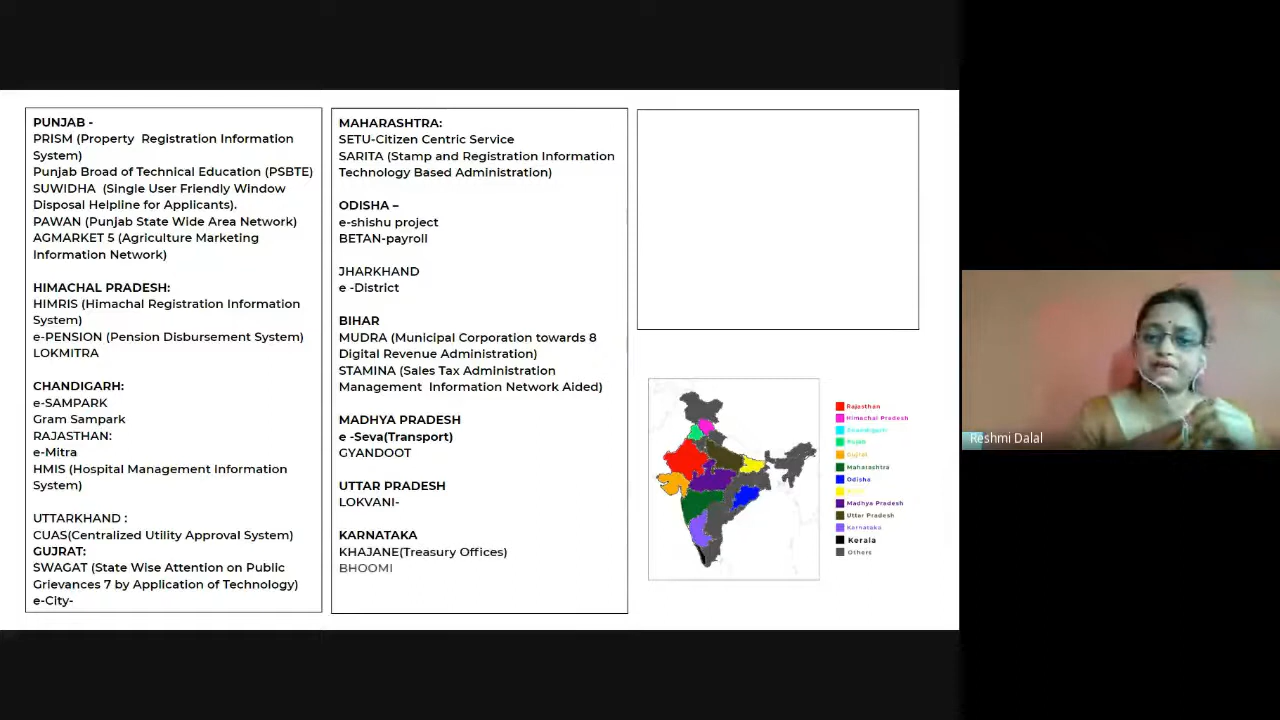 PUNJAB -
PRISM (Property Registration Information
System)
Punjab Broad of Technical Education (PSBTE)
SUWIDHA (Single User Friendly Window
Disposal Helpline for Applicants).
PAWAN (Punjab State Wide Area Network)
AGMARKET 5 (Agriculture Marketing
Information Network)
HIMACHAL PRADESH:
HIMRIS (Himachal Registration Information
System)
e-PENSION (Pension Disbursement System)
LOKMITRA
CHANDIGARH:
e-SAMPARK
Gram Sampark
RAJASTHAN:
e-Mitra
HMIS (Hospital Management Information
System)
UTTARKHAND :
CUAS(Centralized Utility Approval System)
GUJRAT:
SWAGAT (State Wise Attention on Public
Grievances 7 by Application of Technology)
e-City-
MAHARASHTRA:
SETU-Citizen Centric Service
SARITA (Stamp and Registration Information
Technology Based Administration)
ODISHA –
e-shishu project
BETAN-payroll
JHARKHAND
e -District
BIHAR
MUDRA (Municipal Corporation towards 8
Digital Revenue Administration)
STAMINA (Sales Tax Administration
Management Information Network Aided)
MADHYA PRADESH
e -Seva(Transport)
GYANDOOT
UTTAR PRADESH
LOKVANI-
KARNATAKA
KHAJANE(Treasury Offices)
BHOOMI
Rajasthan
Himachal Pradesh
Maharashtra
Odisha
Madhya Pradesh
Uttar Pradesh
Karnataka
Kerala
Others
Reshmi Dalal